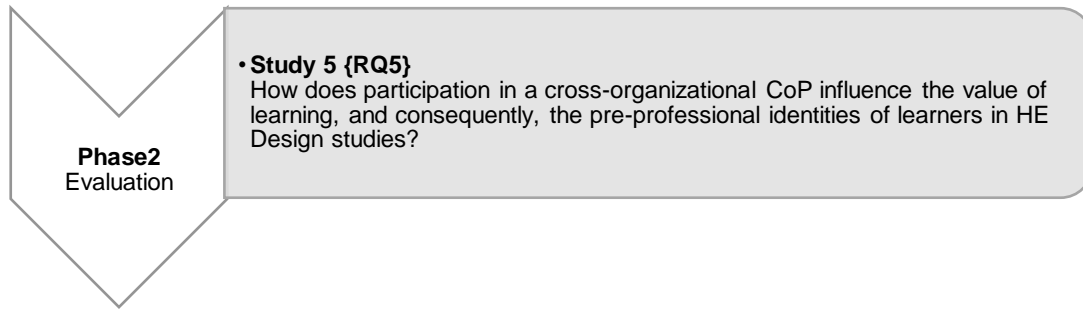 Phase2
Evaluation
• Study 5 {RQ5}
How does participation in a cross-organizational CoP influence the value of
learning, and consequently, the pre-professional identities of learners in HE
Design studies?